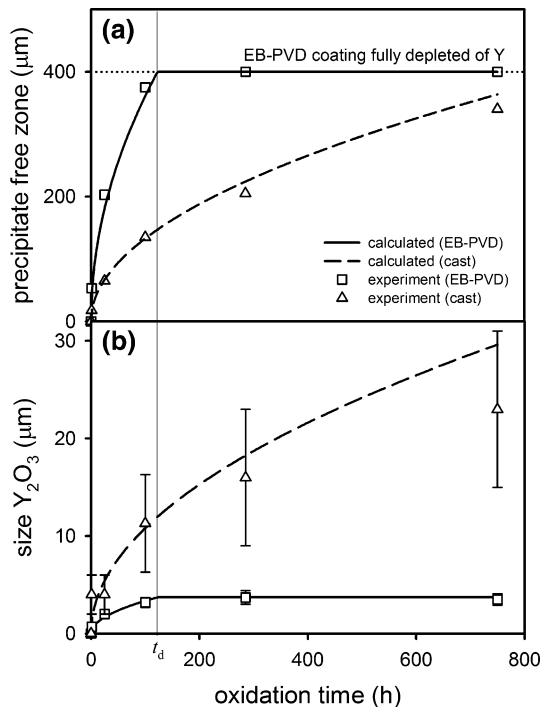 (a)
EB-PVD coating fully depleted of Y
precipitate free zone (μm)
400
200
0
calculated (EB-PVD)
calculated (cast)
experiment (EB-PVD)
experiment (cast)
(b)
size Y₂O₃ (μm)
30
20
10
0
0 t_d 200 400 600 800
oxidation time (h)